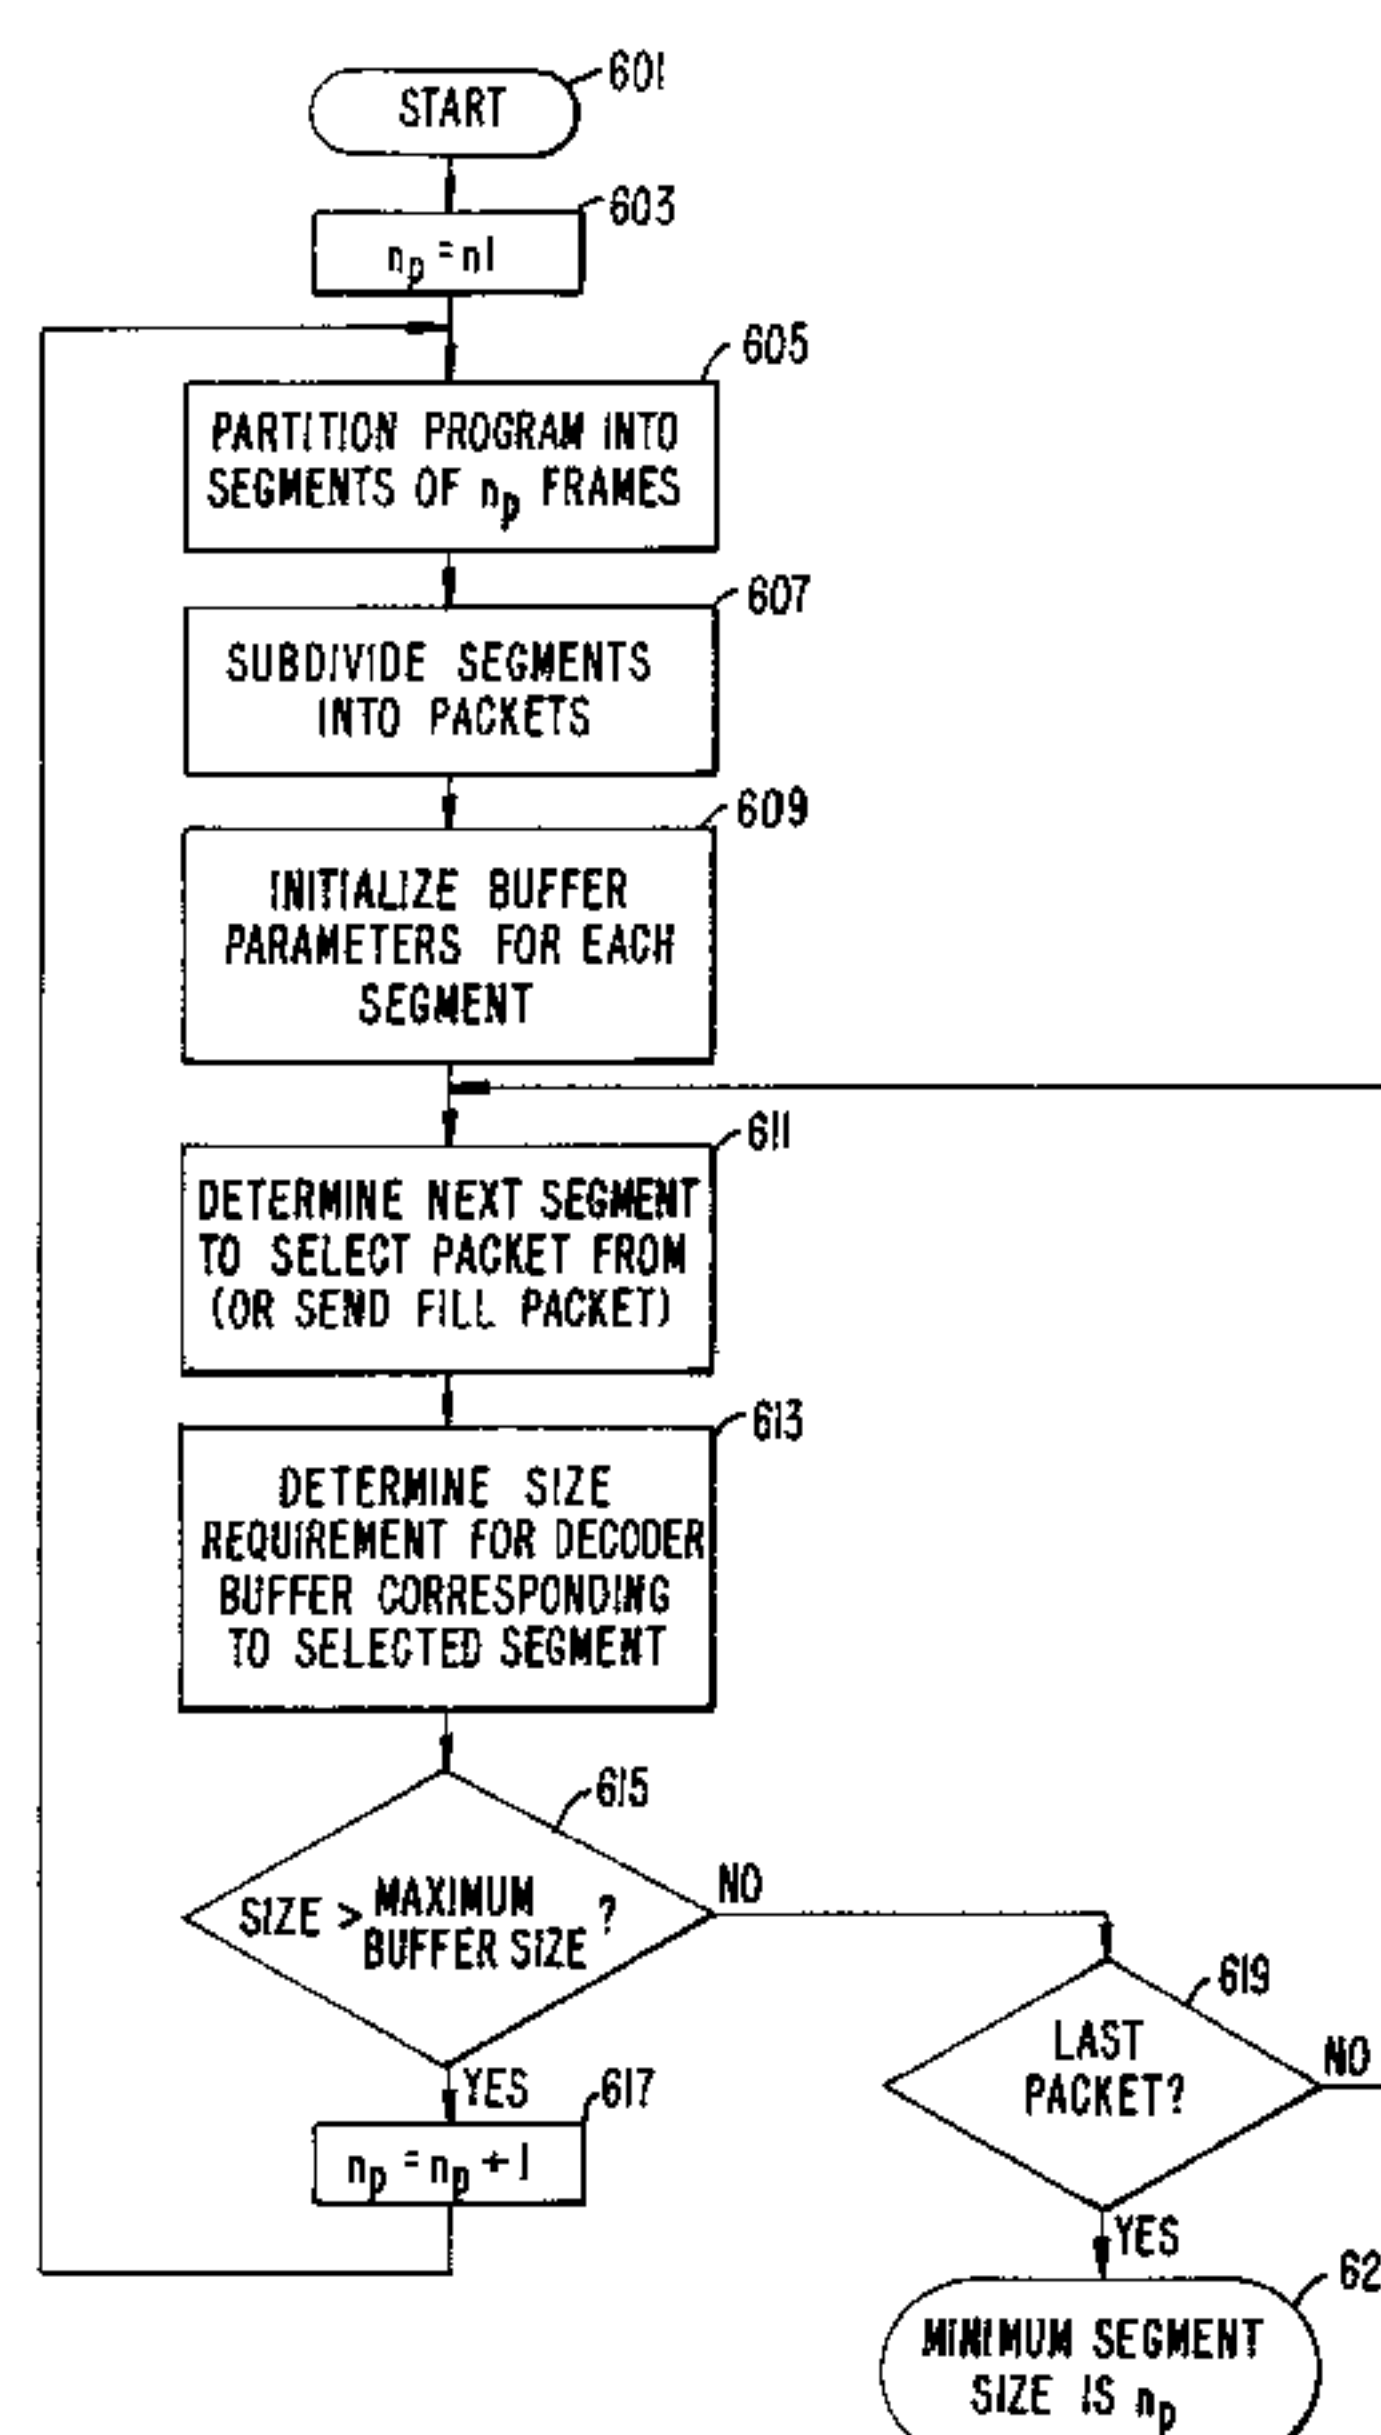 601
START
603
n_p = n1
605
PARTITION PROGRAM INTO
SEGMENTS OF n_p FRAMES
607
SUBDIVIDE SEGMENTS
INTO PACKETS
609
INITIALIZE BUFFER
PARAMETERS FOR EACH
SEGMENT
611
DETERMINE NEXT SEGMENT
TO SELECT PACKET FROM
(OR SEND FILL PACKET)
613
DETERMINE SIZE
REQUIREMENT FOR DECODER
BUFFER CORRESPONDING
TO SELECTED SEGMENT
615
SIZE > MAXIMUM
BUFFER SIZE ?
NO
619
LAST
PACKET?
NO
YES
617
n_p = n_p + 1
YES
62
MINIMUM SEGMENT
SIZE IS n_p